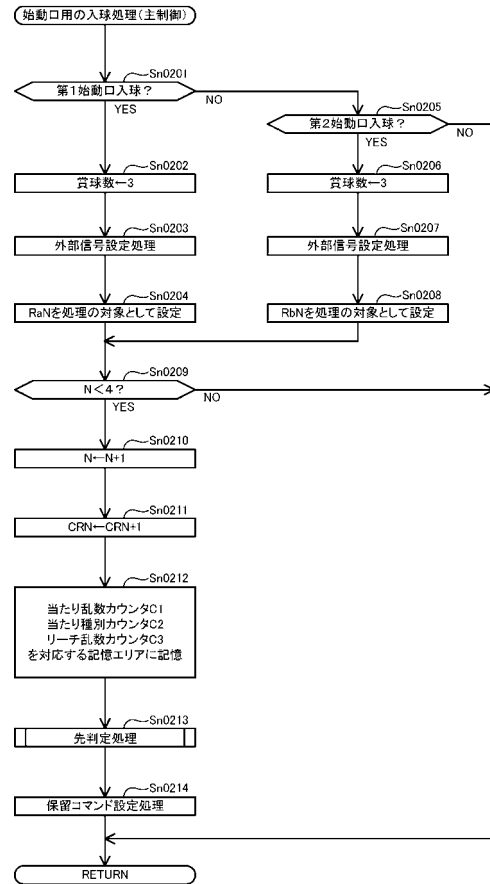 始動口用の入球処理(主制御)
Sn0201
第1始動口入球?
NO
YES
Sn0205
第2始動口入球?
NO
YES
Sn0202
賞球数←3
Sn0206
賞球数←3
Sn0203
外部信号設定処理
Sn0207
外部信号設定処理
Sn0204
RaNを処理の対象として設定
Sn0208
RbNを処理の対象として設定
Sn0209
N<4?
NO
YES
Sn0210
N←N+1
Sn0211
CRN←CRN+1
Sn0212
当たり乱数カウンタC1
当たり種別カウンタC2
リーチ乱数カウンタC3
を対応する記憶エリアに記憶
Sn0213
先判定処理
Sn0214
保留コマンド設定処理
RETURN